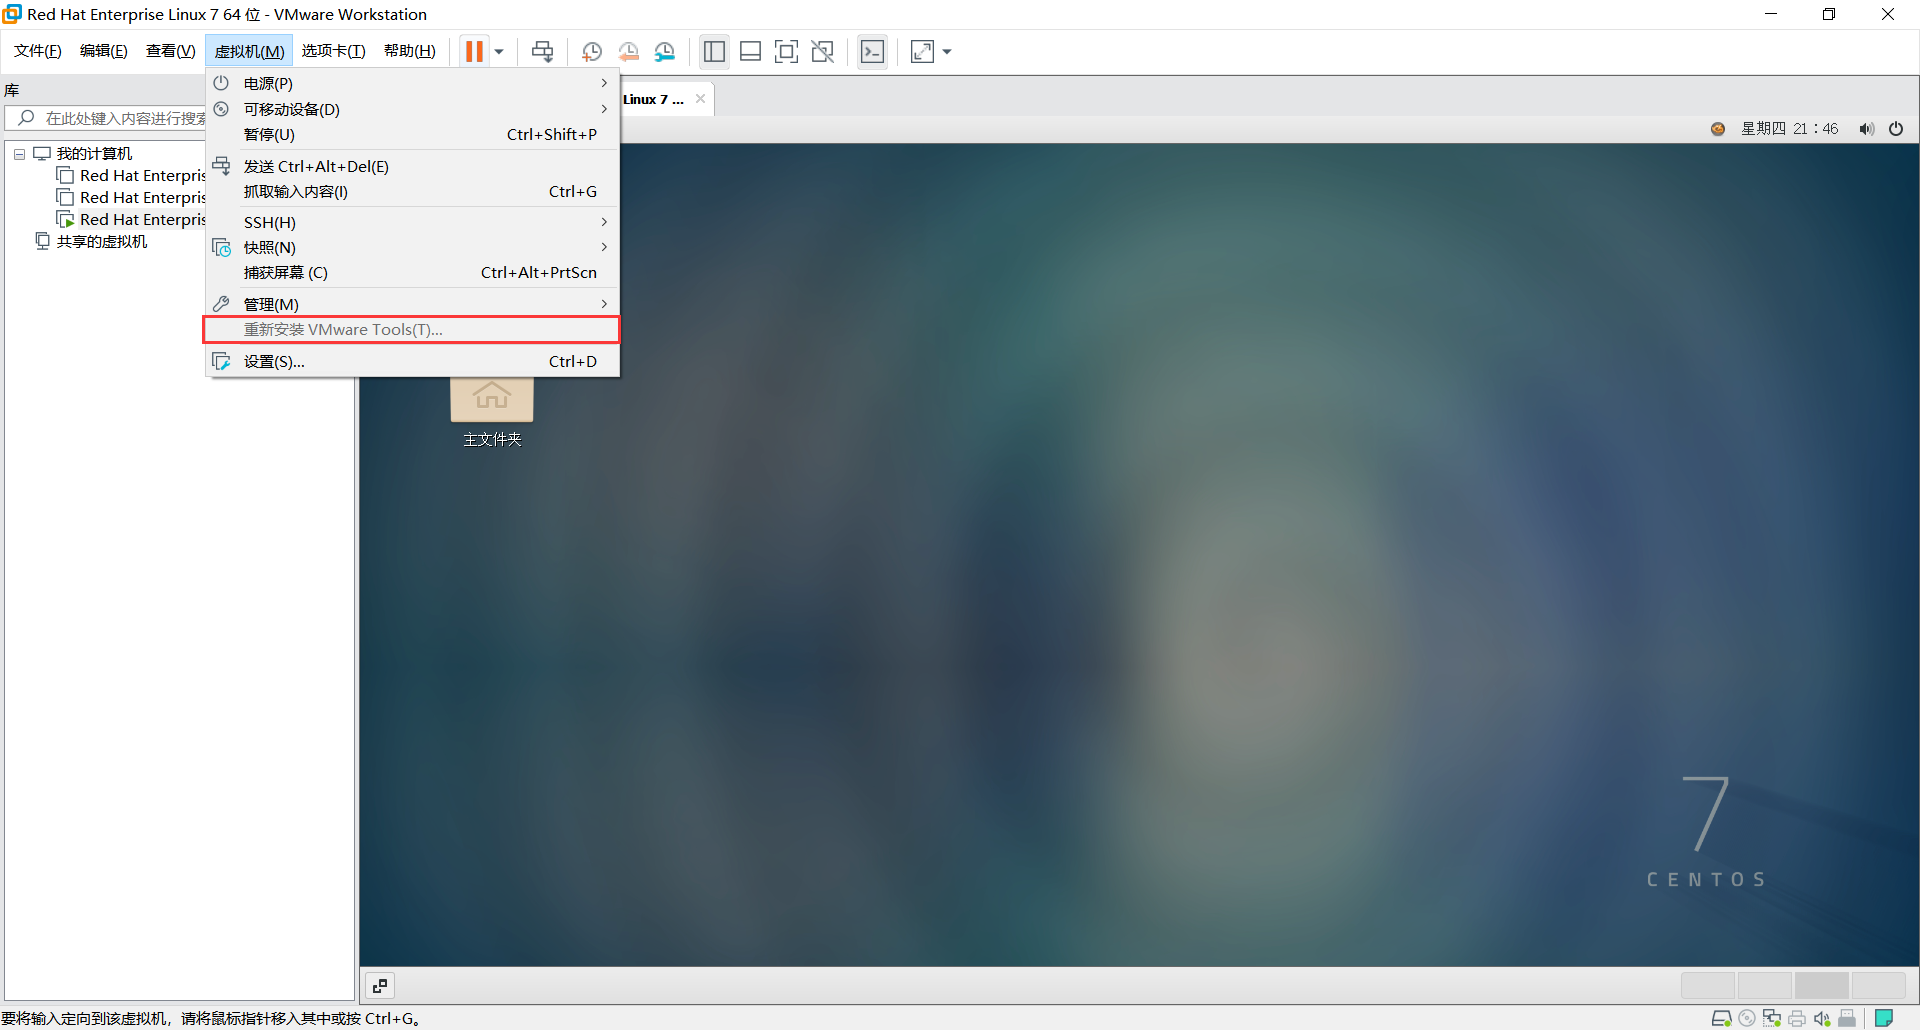 Red Hat Enterprise Linux 7 64 位 - VMware Workstation
文件(F) 编辑(E) 查看(V) 虚拟机(M) 选项卡(T) 帮助(H)
库
在此处键入内容进行搜索
我的计算机
Red Hat Enterpris
Red Hat Enterpris
Red Hat Enterpris
共享的虚拟机
电源(P)
可移动设备(D)
暂停(U) Ctrl+Shift+P
发送 Ctrl+Alt+Del(E)
抓取输入内容(I) Ctrl+G
SSH(H)
快照(N)
捕获屏幕 (C) Ctrl+Alt+PrtScn
管理(M)
重新安装 VMware Tools(T)...
设置(S)... Ctrl+D
Linux 7 ...
星期四 21：46
主文件夹
7
CENTOS
要将输入定向到该虚拟机，请将鼠标指针移入其中或按 Ctrl+G。